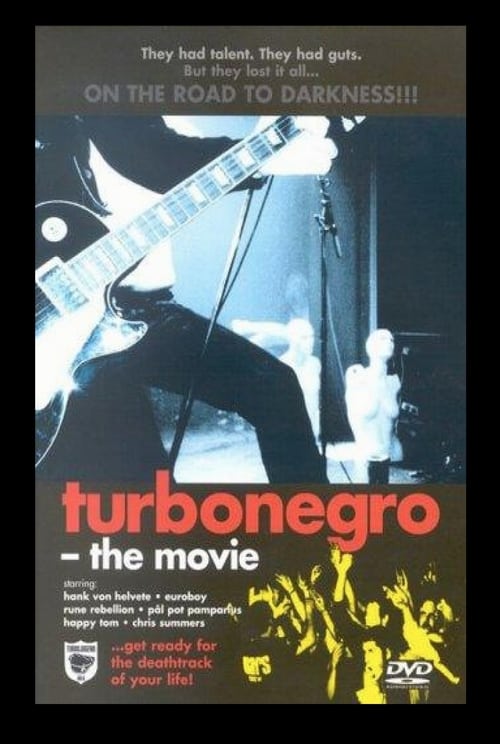 They had talent. They had guts.
But they lost it all...
ON THE ROAD TO DARKNESS!!!
turbonegro
– the movie
starring:
hank von helvete • euroboy
rune rebellion • pål pot pamparius
happy tom • chris summers
...get ready for
the deathtrack
of your life!
DVD